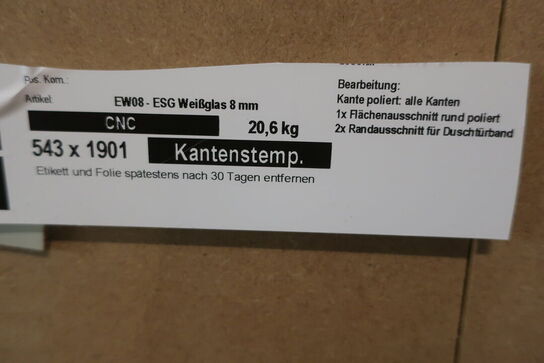 Pos. Kom.:
Artikel: EW08 - ESG Weißglas 8 mm
CNC 20,6 kg
543 x 1901 Kantenstemp.
Etikett und Folie spätestens nach 30 Tagen entfernen
Bearbeitung:
Kante poliert: alle Kanten
1x Flächenausschnitt rund poliert
2x Randausschnitt für Duschtürband